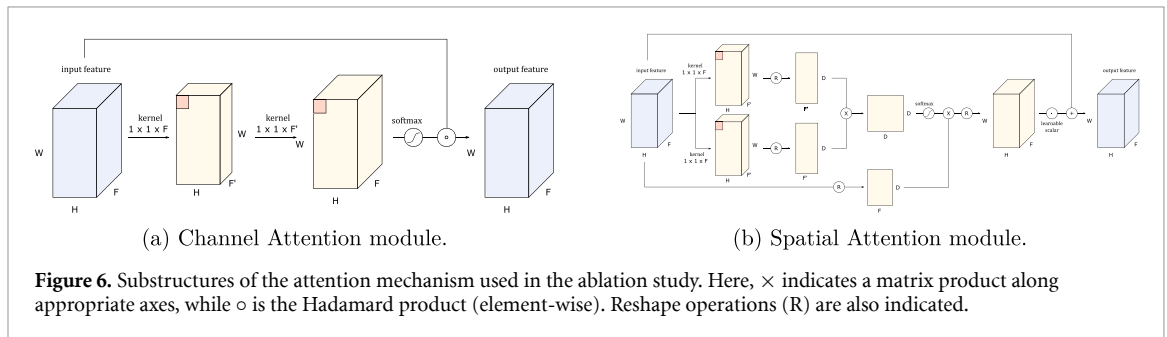 input feature
W
H
F
kernel
1 x 1 x F
W
H
F'
kernel
1 x 1 x F'
W
H
F
softmax
∘
output feature
W
H
F
(a) Channel Attention module.
input feature
W
H
F
kernel
1 x 1 x F
W
H
F'
R
D
F'
kernel
1 x 1 x F
W
H
F'
R
D
F'
X
D
D
softmax
X
R
R
D
F
W
H
F
·
learnable
scalar
+
output feature
W
H
F
(b) Spatial Attention module.
Figure 6. Substructures of the attention mechanism used in the ablation study. Here, × indicates a matrix product along
appropriate axes, while ∘ is the Hadamard product (element-wise). Reshape operations (R) are also indicated.